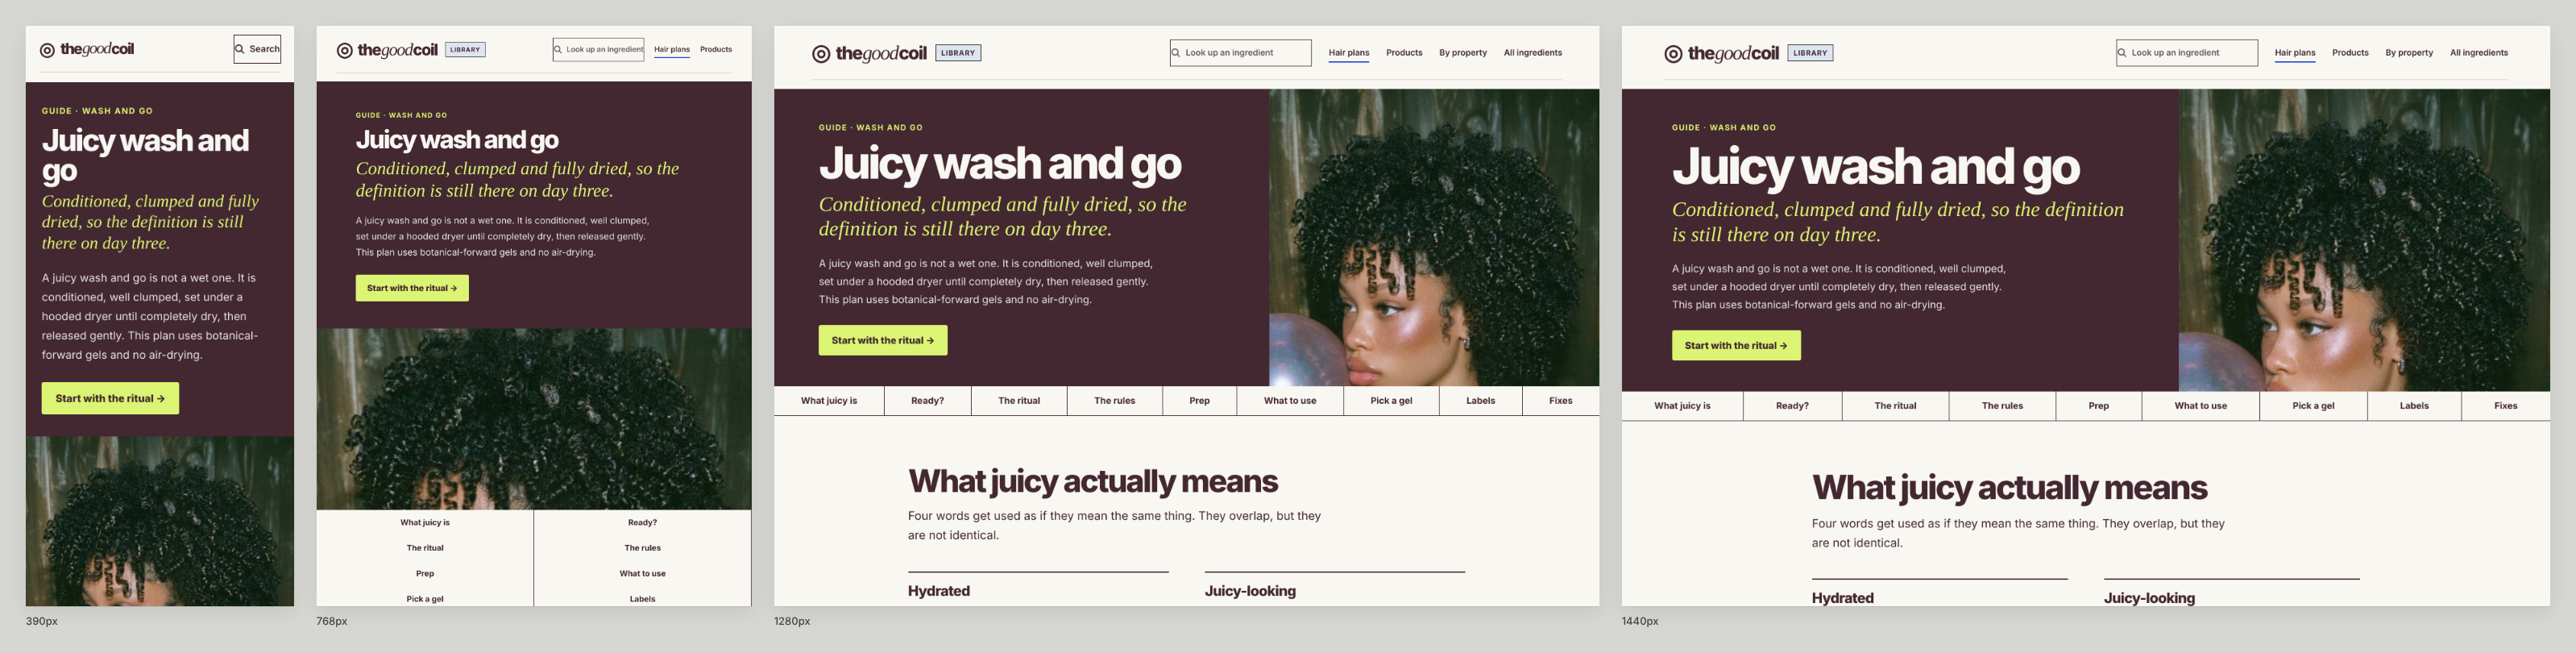 thegoodcoil
Search
GUIDE · WASH AND GO
Juicy wash and
go
Conditioned, clumped and fully
dried, so the definition is still
there on day three.
A juicy wash and go is not a wet one. It is
conditioned, well clumped, set under a
hooded dryer until completely dry, then
released gently. This plan uses botanical-
forward gels and no air-drying.
Start with the ritual →
390px
thegoodcoil LIBRARY
Look up an ingredient Hair plans Products
GUIDE · WASH AND GO
Juicy wash and go
Conditioned, clumped and fully dried, so the
definition is still there on day three.
A juicy wash and go is not a wet one. It is conditioned, well clumped,
set under a hooded dryer until completely dry, then released gently.
This plan uses botanical-forward gels and no air-drying.
Start with the ritual →
What juicy is Ready?
The ritual The rules
Prep What to use
Pick a gel Labels
768px
thegoodcoil LIBRARY
Look up an ingredient Hair plans Products By property All ingredients
GUIDE · WASH AND GO
Juicy wash and go
Conditioned, clumped and fully dried, so the
definition is still there on day three.
A juicy wash and go is not a wet one. It is conditioned, well clumped,
set under a hooded dryer until completely dry, then released gently.
This plan uses botanical-forward gels and no air-drying.
Start with the ritual →
What juicy is Ready? The ritual The rules Prep What to use Pick a gel Labels Fixes
What juicy actually means
Four words get used as if they mean the same thing. They overlap, but they
are not identical.
Hydrated Juicy-looking
1280px
thegoodcoil LIBRARY
Look up an ingredient Hair plans Products By property All ingredients
GUIDE · WASH AND GO
Juicy wash and go
Conditioned, clumped and fully dried, so the definition
is still there on day three.
A juicy wash and go is not a wet one. It is conditioned, well clumped,
set under a hooded dryer until completely dry, then released gently.
This plan uses botanical-forward gels and no air-drying.
Start with the ritual →
What juicy is Ready? The ritual The rules Prep What to use Pick a gel Labels Fixes
What juicy actually means
Four words get used as if they mean the same thing. They overlap, but they
are not identical.
Hydrated Juicy-looking
1440px